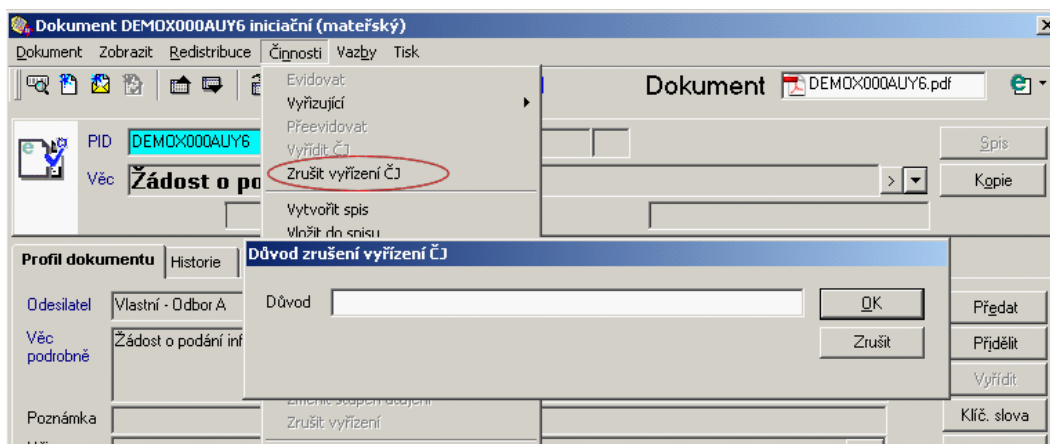 Dokument DEMOX000AUY6 iniciační (mateřský)
Dokument Zobrazit Redistribuce Činnosti Vazby Tisk
Dokument DEMOX000AUY6.pdf
Evidovat
Vyřizující
Přeevidovat
Vyřídit ČJ
Zrušit vyřízení ČJ
Vytvořit spis
Vložit do spisu
PID DEMOX000AUY6
Spis
Věc Žádost o po
Kopie
Profil dokumentu Historie
Důvod zrušení vyřízení ČJ
Důvod
OK
Zrušit
Odesilatel Vlastní - Odbor A
Předat
Věc podrobně
Žádost o podání inf
Přidělit
Vyřídit
Změnit stupeň utajení
Poznámka
Zrušit vyřízení
Klíč. slova